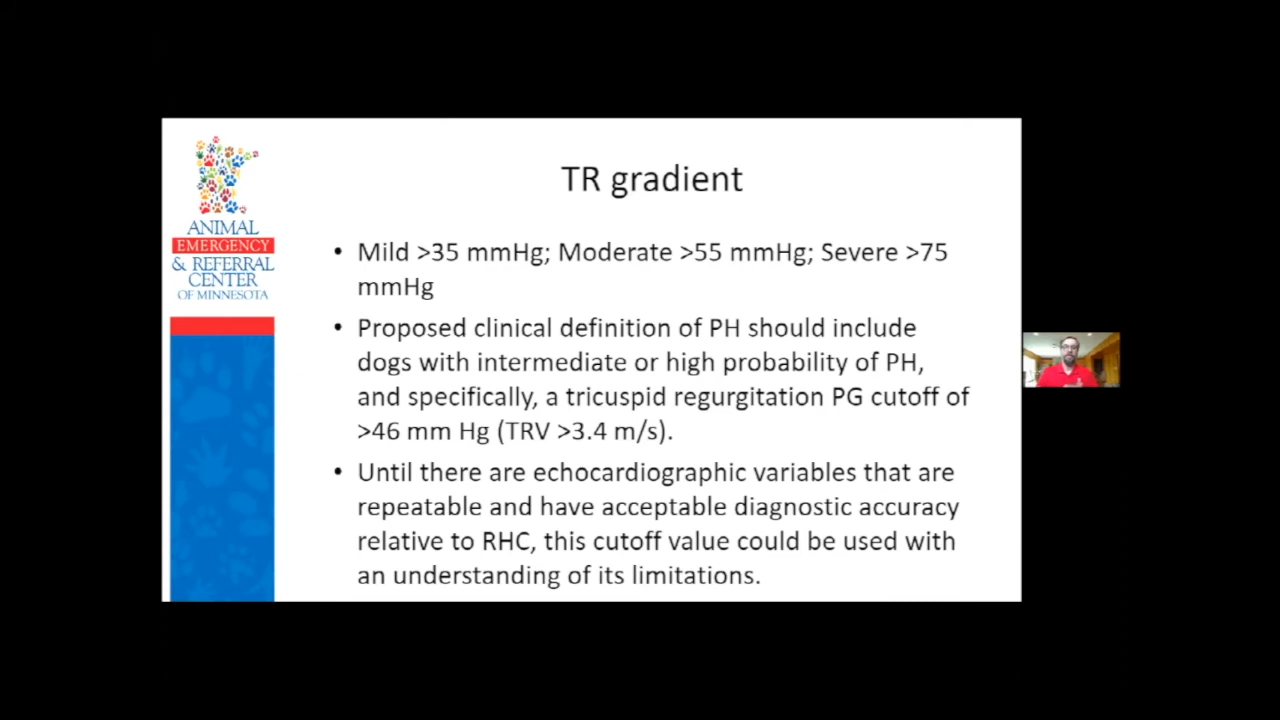 TR gradient
ANIMAL
EMERGENCY
& REFERRAL
CENTER
OF MINNESOTA
• Mild >35 mmHg; Moderate >55 mmHg; Severe >75
mmHg
• Proposed clinical definition of PH should include
dogs with intermediate or high probability of PH,
and specifically, a tricuspid regurgitation PG cutoff of
>46 mm Hg (TRV >3.4 m/s).
• Until there are echocardiographic variables that are
repeatable and have acceptable diagnostic accuracy
relative to RHC, this cutoff value could be used with
an understanding of its limitations.